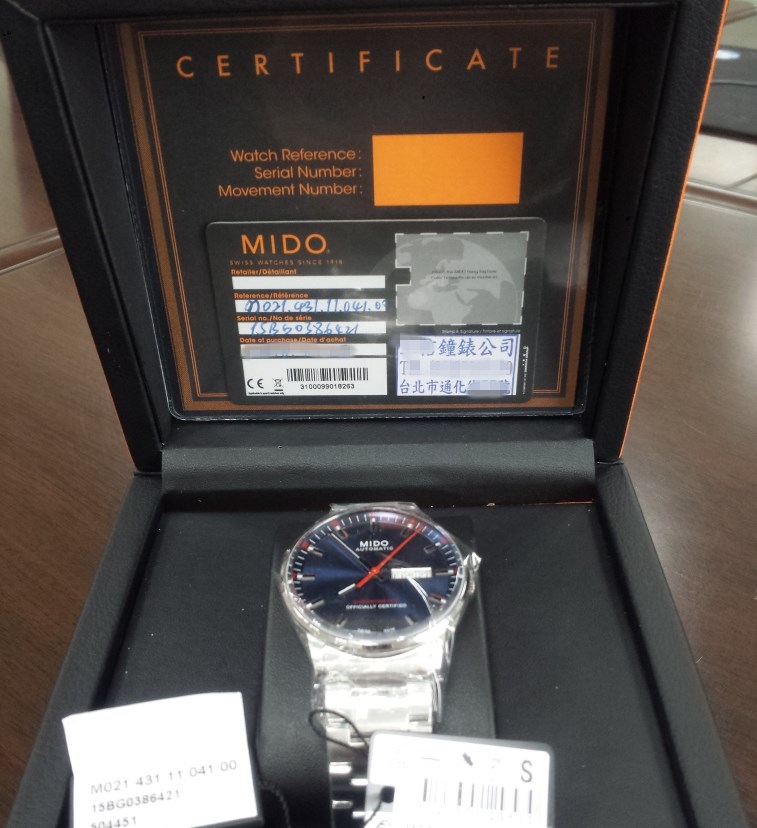 CERTIFICATE
Watch Reference:
Serial Number:
Movement Number:
MIDO
SWISS WATCHES SINCE 1918
Retailer/Détaillant
Reference/Référence
M021.431.11.041.00
Serial no./No de série
15BG0386421
Date of purchase/Date d'achat
CE
3100099018263
鐘錶公司
台北市通化
MIDO
AUTOMATIC
OFFICIALLY CERTIFIED
M021 431 11 041 00
15BG0386421
504451
S